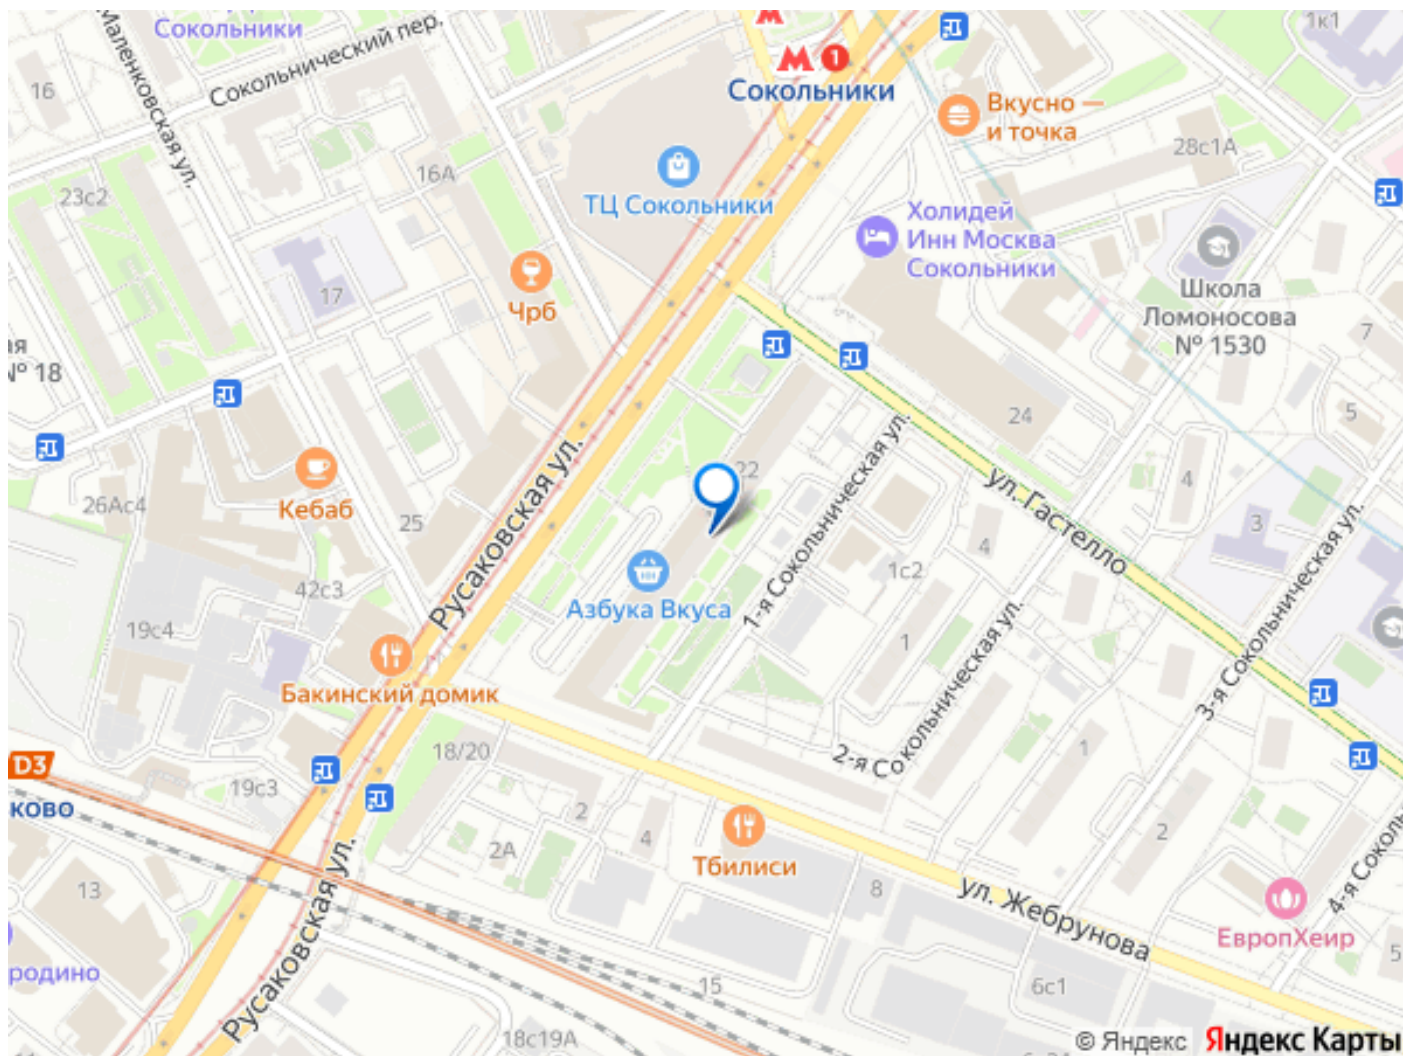 Сокольники
Сокольнический пер.
Маленковская ул.
16
1
Сокольники
Вкусно —
и точка
1к1
28с1А
16А
23с2
ТЦ Сокольники
Холидей
Инн Москва
Сокольники
Школа
Ломоносова
№ 1530
7
17
Чрб
№ 18
24
5
22
4
Кебаб
26Ас4
25
Русаковская ул.
1-я Сокольническая ул.
ул. Гастелло
3
4
1с2
42с3
19с4
Азбука Вкуса
1
2-я Сокольническая ул.
3-я Сокольническая ул.
Бакинский домик
18/20
1
D3
19с3
ково
2
4
2А
Тбилиси
2
8
ул. Жебрунова
4-я Сокол
13
ЕвропХеир
Русаковская ул.
родино
15
6с1
5
18с19А
© Яндекс Яндекс Карты